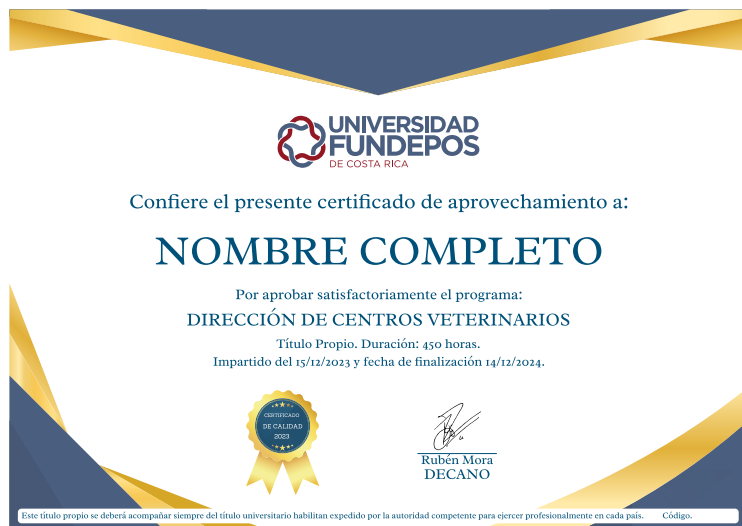 UNIVERSIDAD
FUNDEPOS
DE COSTA RICA
Confiere el presente certificado de aprovechamiento a:
NOMBRE COMPLETO
Por aprobar satisfactoriamente el programa:
DIRECCIÓN DE CENTROS VETERINARIOS
Título Propio. Duración: 450 horas.
Impartido del 15/12/2023 y fecha de finalización 14/12/2024.
CERTIFICADO
DE CALIDAD
2023
Rubén Mora
DECANO
Este título propio se deberá acompañar siempre del título universitario habilitan expedido por la autoridad competente para ejercer profesionalmente en cada país. Código.